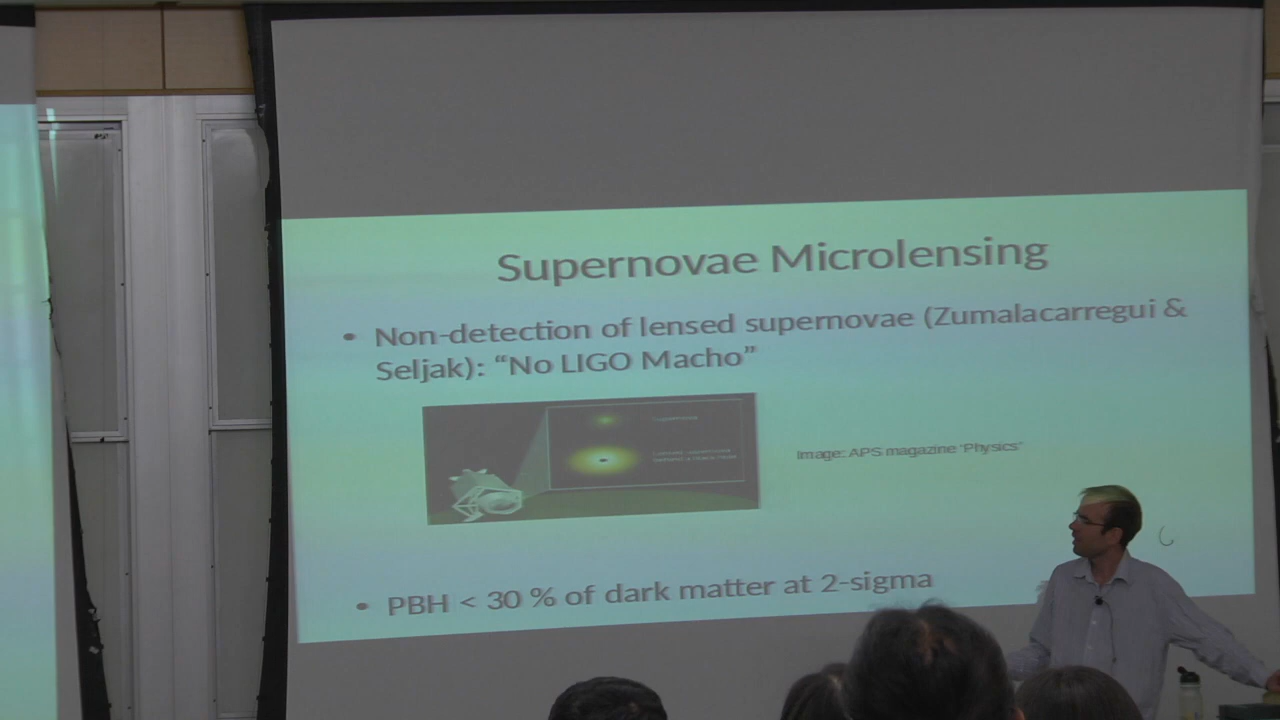 Supernovae Microlensing
• Non-detection of lensed supernovae (Zumalacarregui &
Seljak): “No LIGO Macho”
Supernova
Image: APS magazine “Physics”
• PBH < 30 % of dark matter at 2-sigma